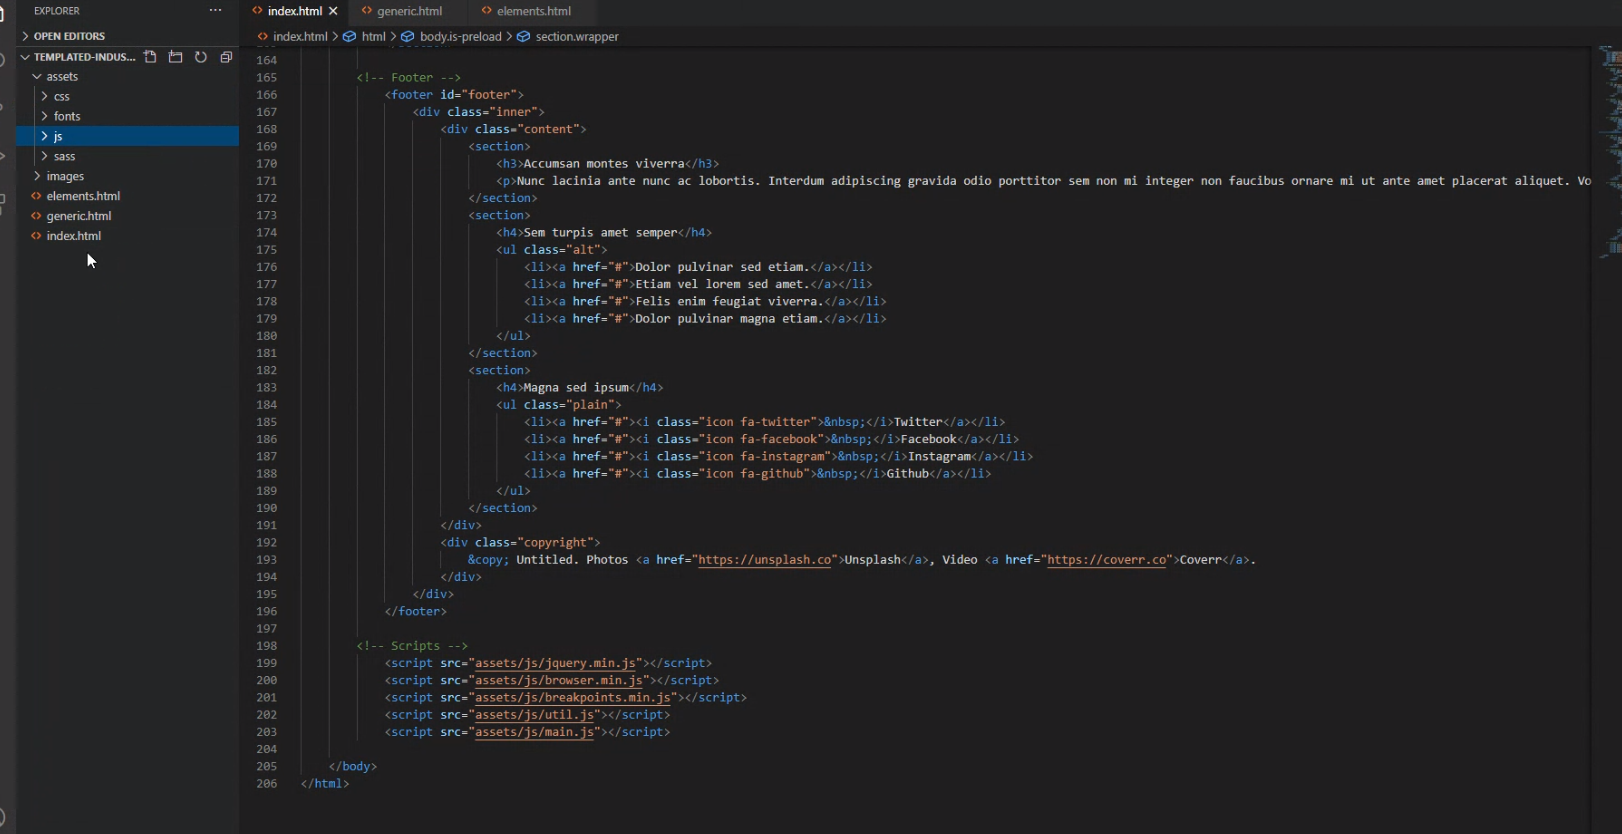 EXPLORER ···
OPEN EDITORS
TEMPLATED-INDUS...
assets
css
fonts
js
sass
images
elements.html
generic.html
index.html
index.html × generic.html elements.html
index.html > html > body.is-preload > section.wrapper
164
165 <!-- Footer -->
166 <footer id="footer">
167 <div class="inner">
168 <div class="content">
169 <section>
170 <h3>Accumsan montes viverra</h3>
171 <p>Nunc lacinia ante nunc ac lobortis. Interdum adipiscing gravida odio porttitor sem non mi integer non faucibus ornare mi ut ante amet placerat aliquet. Vo
172 </section>
173 <section>
174 <h4>Sem turpis amet semper</h4>
175 <ul class="alt">
176 <li><a href="#">Dolor pulvinar sed etiam.</a></li>
177 <li><a href="#">Etiam vel lorem sed amet.</a></li>
178 <li><a href="#">Felis enim feugiat viverra.</a></li>
179 <li><a href="#">Dolor pulvinar magna etiam.</a></li>
180 </ul>
181 </section>
182 <section>
183 <h4>Magna sed ipsum</h4>
184 <ul class="plain">
185 <li><a href="#"><i class="icon fa-twitter">&nbsp;</i>Twitter</a></li>
186 <li><a href="#"><i class="icon fa-facebook">&nbsp;</i>Facebook</a></li>
187 <li><a href="#"><i class="icon fa-instagram">&nbsp;</i>Instagram</a></li>
188 <li><a href="#"><i class="icon fa-github">&nbsp;</i>Github</a></li>
189 </ul>
190 </section>
191 </div>
192 <div class="copyright">
193 &copy; Untitled. Photos <a href="https://unsplash.co">Unsplash</a>, Video <a href="https://coverr.co">Coverr</a>.
194 </div>
195 </div>
196 </footer>
197
198 <!-- Scripts -->
199 <script src="assets/js/jquery.min.js"></script>
200 <script src="assets/js/browser.min.js"></script>
201 <script src="assets/js/breakpoints.min.js"></script>
202 <script src="assets/js/util.js"></script>
203 <script src="assets/js/main.js"></script>
204
205 </body>
206 </html>